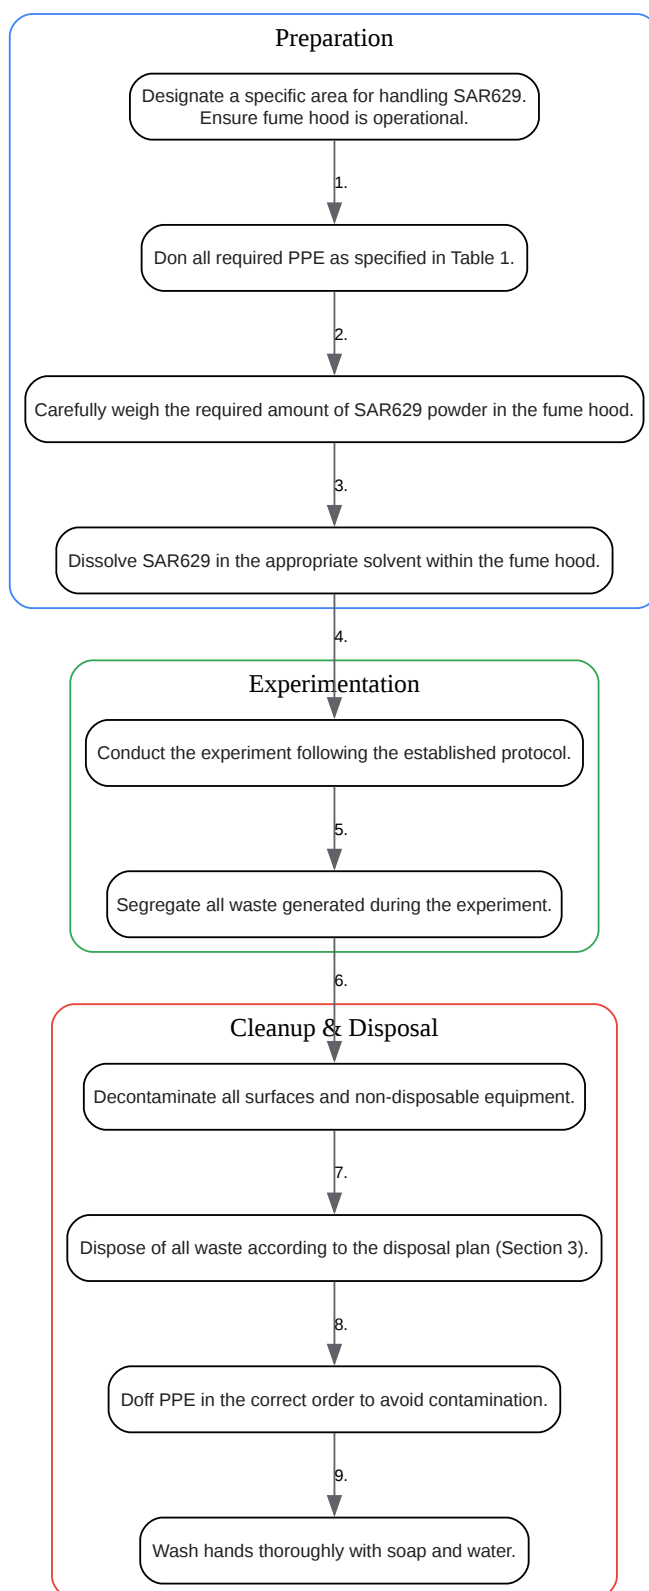 Preparation
Designate a specific area for handling SAR629.
Ensure fume hood is operational.
1.
Don all required PPE as specified in Table 1.
2.
Carefully weigh the required amount of SAR629 powder in the fume hood.
3.
Dissolve SAR629 in the appropriate solvent within the fume hood.
4.
Experimentation
Conduct the experiment following the established protocol.
5.
Segregate all waste generated during the experiment.
6.
Cleanup & Disposal
Decontaminate all surfaces and non-disposable equipment.
7.
Dispose of all waste according to the disposal plan (Section 3).
8.
Doff PPE in the correct order to avoid contamination.
9.
Wash hands thoroughly with soap and water.